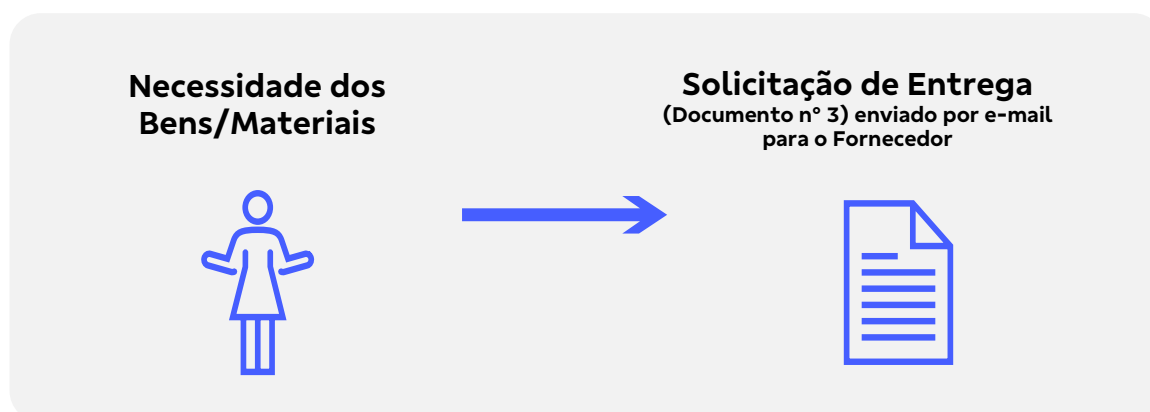 Necessidade dos
Bens/Materiais
Solicitação de Entrega
(Documento nº 3) enviado por e-mail
para o Fornecedor